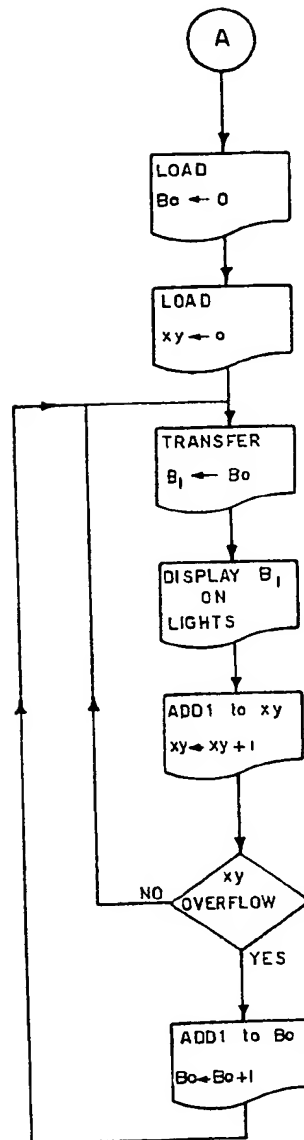 A
LOAD
Bo ← 0
LOAD
xy ← o
TRANSFER
B₁ ← Bo
DISPLAY B₁
ON
LIGHTS
ADD1 to xy
xy ← xy+1
xy
OVERFLOW
NO
YES
ADD1 to Bo
Bo ← Bo+1